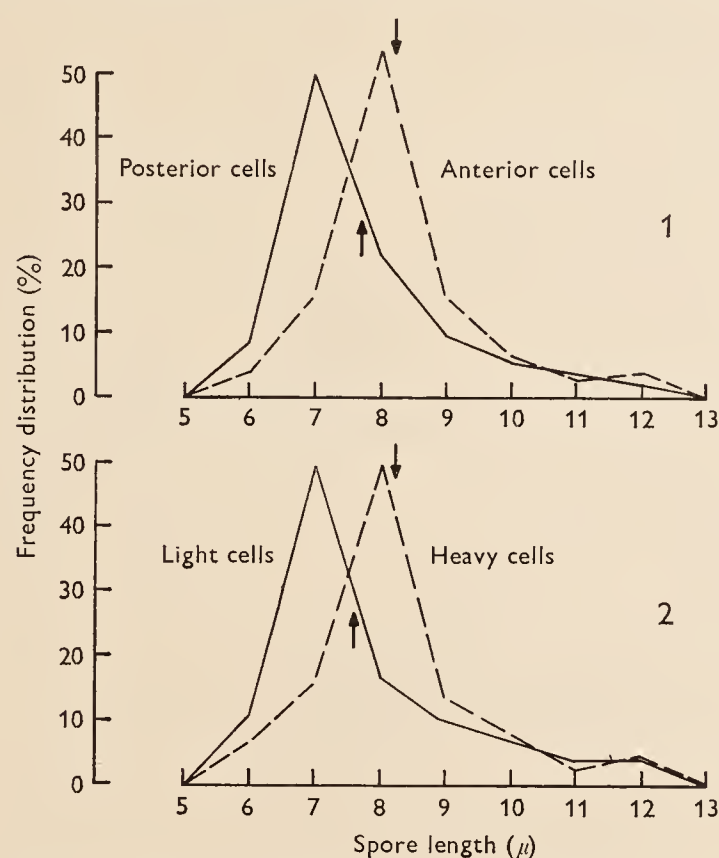 50
40
30
20
10
0
Posterior cells
Anterior cells
1
5 6 7 8 9 10 11 12 13
Frequency distribution (%)
50
40
30
20
10
0
Light cells
Heavy cells
2
5 6 7 8 9 10 11 12 13
Spore length (μ)